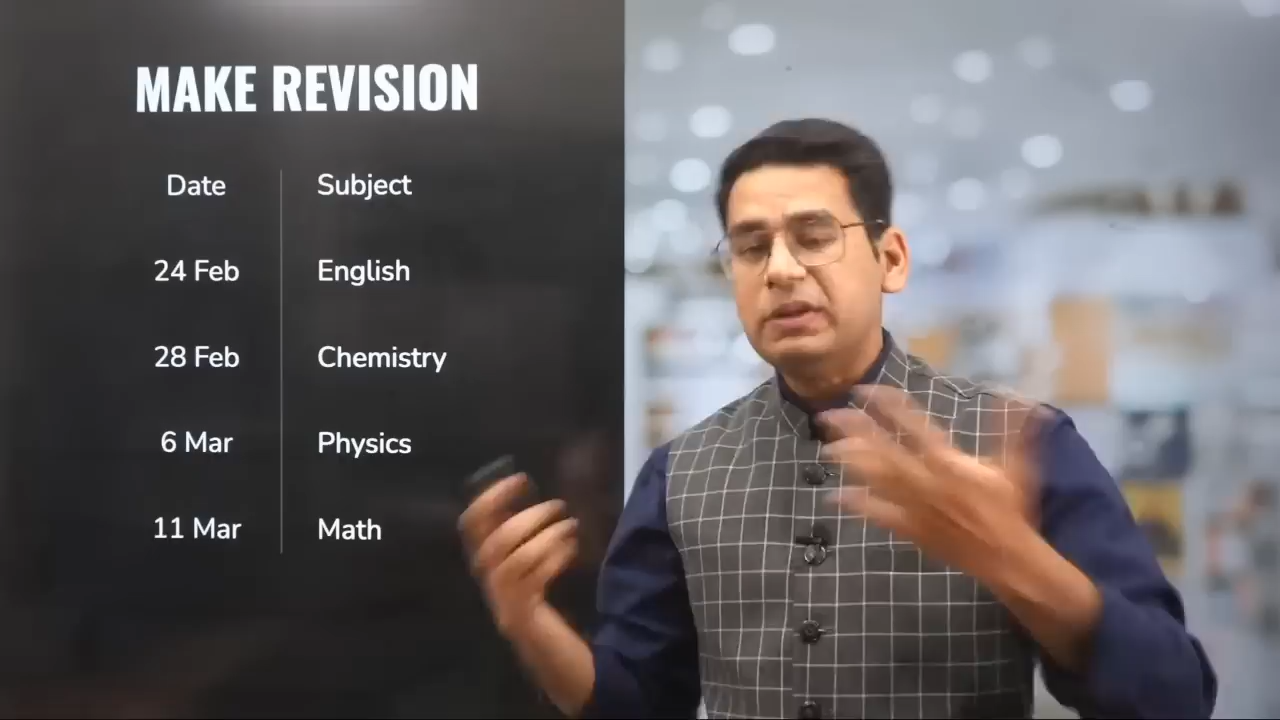 MAKE REVISION
Date Subject
24 Feb English
28 Feb Chemistry
6 Mar Physics
11 Mar Math